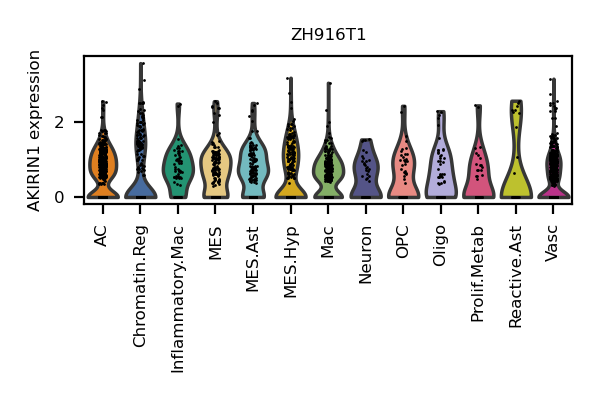 ZH916T1
AKIRIN1 expression
2
0
AC
Chromatin.Reg
Inflammatory.Mac
MES
MES.Ast
MES.Hyp
Mac
Neuron
OPC
Oligo
Prolif.Metab
Reactive.Ast
Vasc